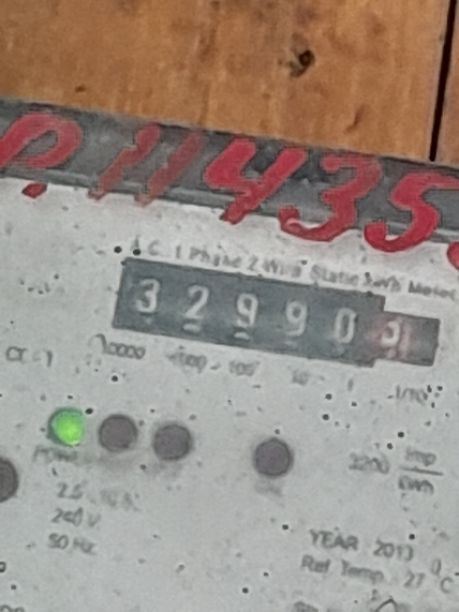 11435
A.C. 1 Phase 2 Wire Static kWh Meter
3 2 9 9 0
10000 1000 100 10 1 1/10
3200 imp
kWh
240 V
50 Hz
YEAR 2013
Ref Temp 27 °C